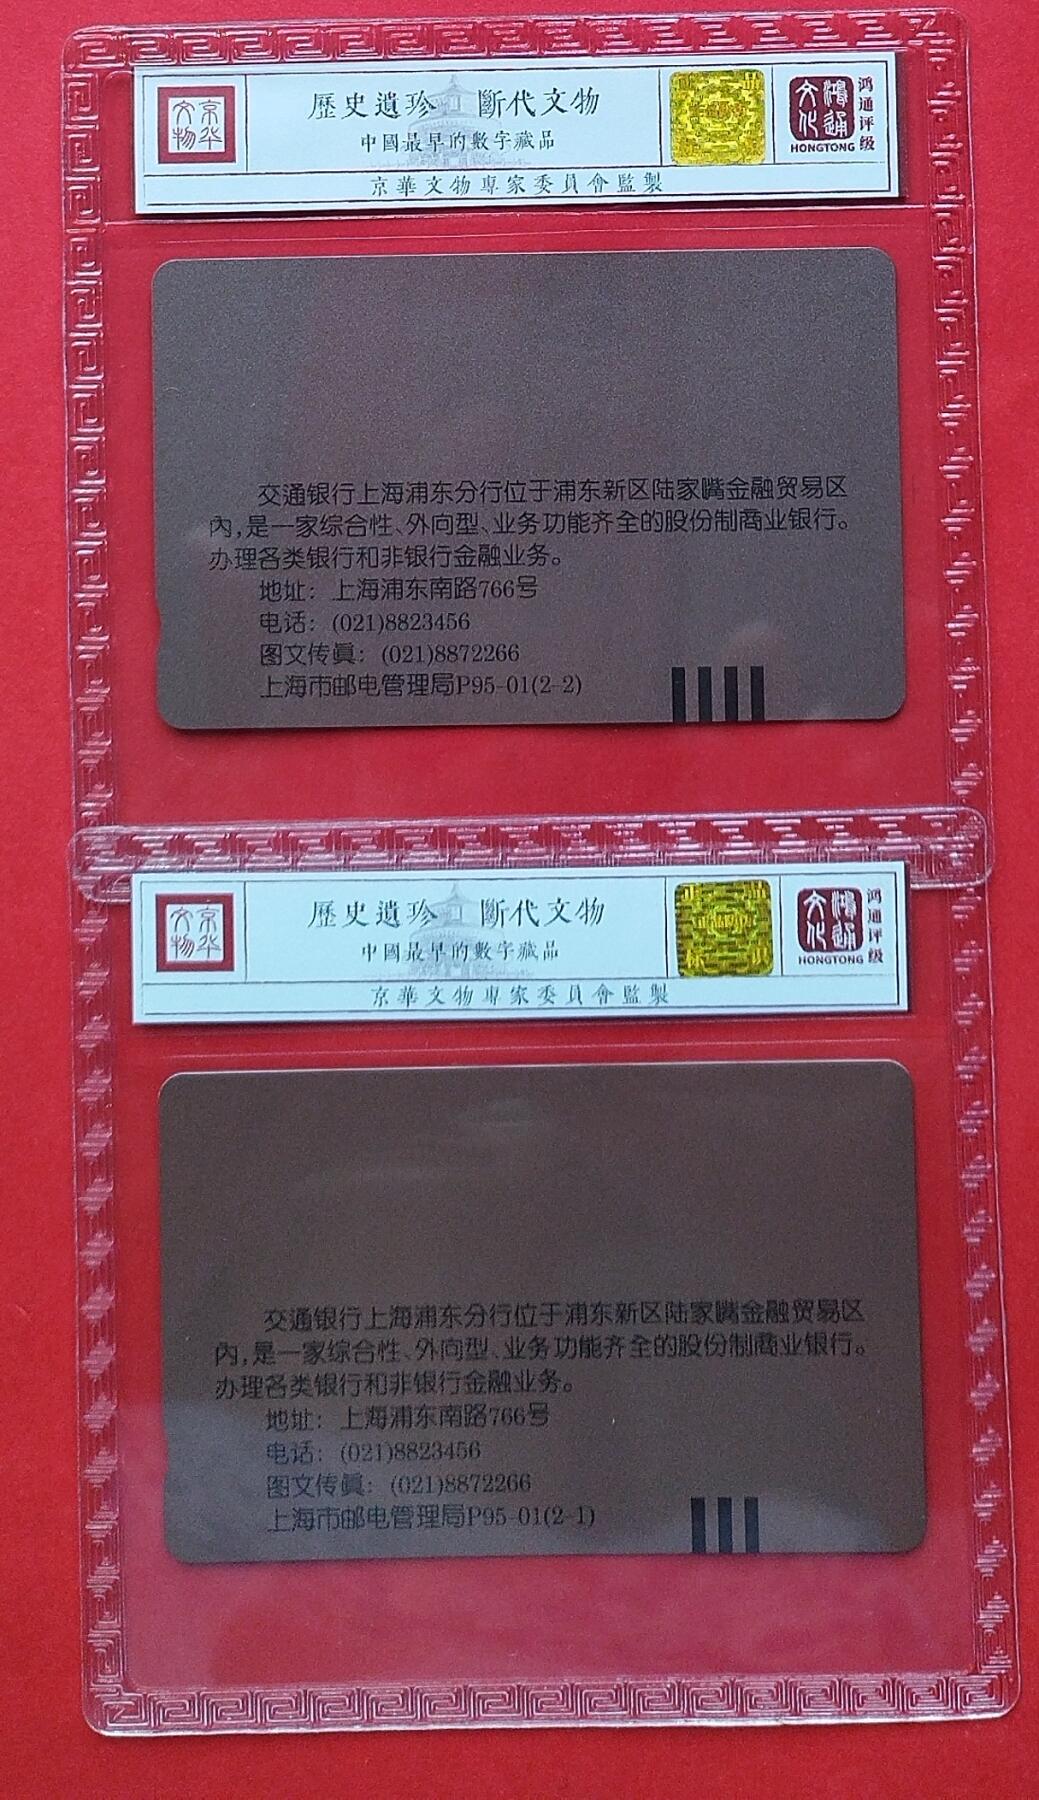 京华
文物
歷史遺珍 斷代文物
中國最早的數字藏品
京華文物專家委員會監製
鸿通
文化
HONGTONG
鸿通评级
交通银行上海浦东分行位于浦东新区陆家嘴金融贸易区
内,是一家综合性、外向型、业务功能齐全的股份制商业银行。
办理各类银行和非银行金融业务。
地址：上海浦东南路766号
电话：(021)8823456
图文传眞：(021)8872266
上海市邮电管理局P95-01(2-2)
京华
文物
歷史遺珍 斷代文物
中國最早的數字藏品
京華文物專家委員會監製
鸿通
文化
HONGTONG
鸿通评级
交通银行上海浦东分行位于浦东新区陆家嘴金融贸易区
内,是一家综合性、外向型、业务功能齐全的股份制商业银行。
办理各类银行和非银行金融业务。
地址：上海浦东南路766号
电话：(021)8823456
图文传眞：(021)8872266
上海市邮电管理局P95-01(2-1)